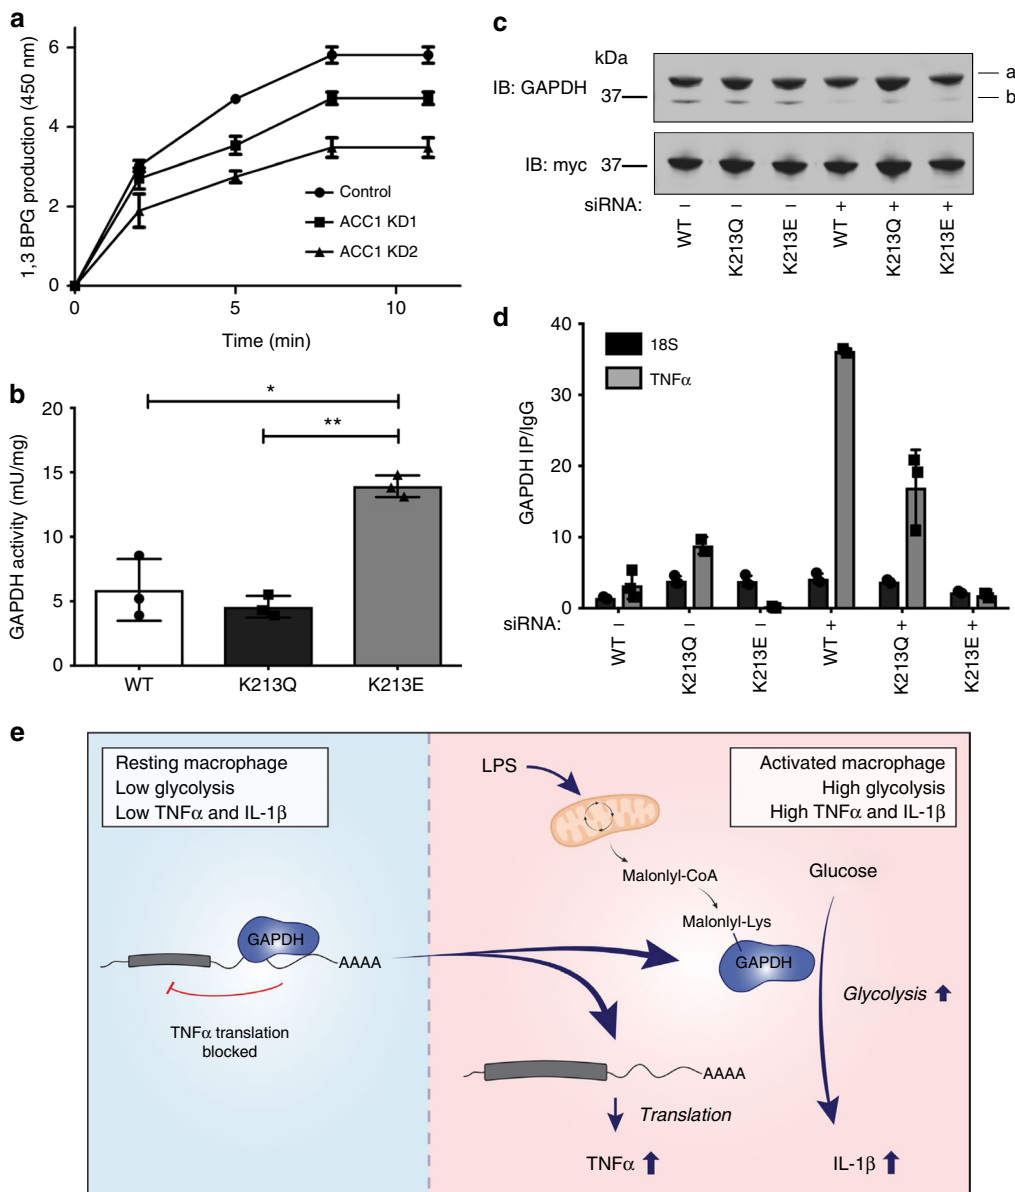 a
1,3 BPG production (450 nm)
6
4
2
0
0
5
10
Time (min)
Control
ACC1 KD1
ACC1 KD2
b
GAPDH activity (mU/mg)
20
15
10
5
0
*
**
WT
K213Q
K213E
c
kDa
IB: GAPDH
37
a
b
IB: myc
37
siRNA:
– – – + + +
WT
K213Q
K213E
WT
K213Q
K213E
d
GAPDH IP/IgG
40
30
20
10
0
18S
TNFα
siRNA:
– – – + + +
WT
K213Q
K213E
WT
K213Q
K213E
e
Resting macrophage
Low glycolysis
Low TNFα and IL-1β
GAPDH
AAAA
TNFα translation
blocked
LPS
Activated macrophage
High glycolysis
High TNFα and IL-1β
Malonlyl-CoA
Glucose
Malonlyl-Lys
GAPDH
Glycolysis
AAAA
Translation
TNFα
IL-1β